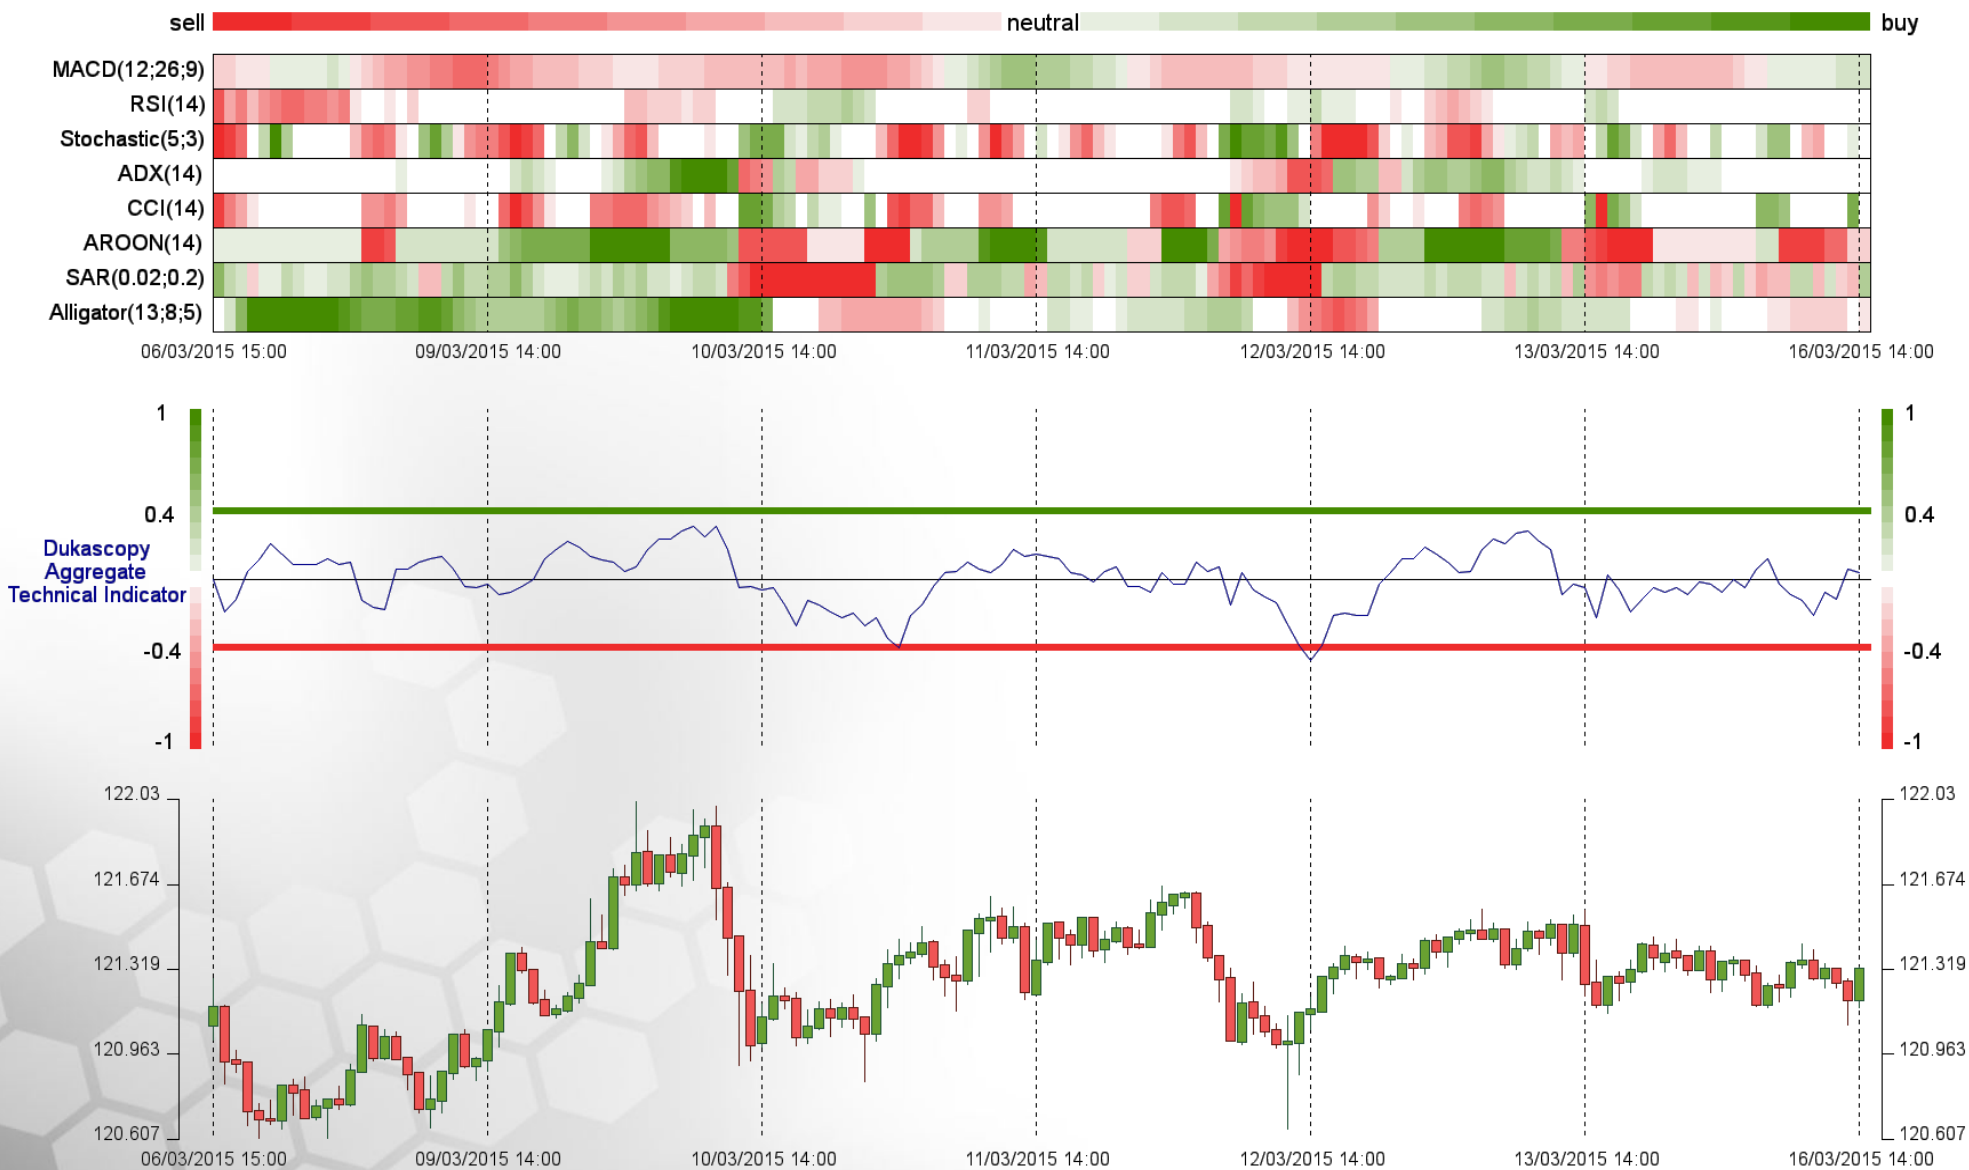 sell neutral buy
MACD(12;26;9)
RSI(14)
Stochastic(5;3)
ADX(14)
CCI(14)
AROON(14)
SAR(0.02;0.2)
Alligator(13;8;5)
06/03/2015 15:00 09/03/2015 14:00 10/03/2015 14:00 11/03/2015 14:00 12/03/2015 14:00 13/03/2015 14:00 16/03/2015 14:00
1 1
0.4 0.4
Dukascopy
Aggregate
Technical Indicator
-0.4 -0.4
-1 -1
122.03 122.03
121.674 121.674
121.319 121.319
120.963 120.963
120.607 120.607
06/03/2015 15:00 09/03/2015 14:00 10/03/2015 14:00 11/03/2015 14:00 12/03/2015 14:00 13/03/2015 14:00 16/03/2015 14:00